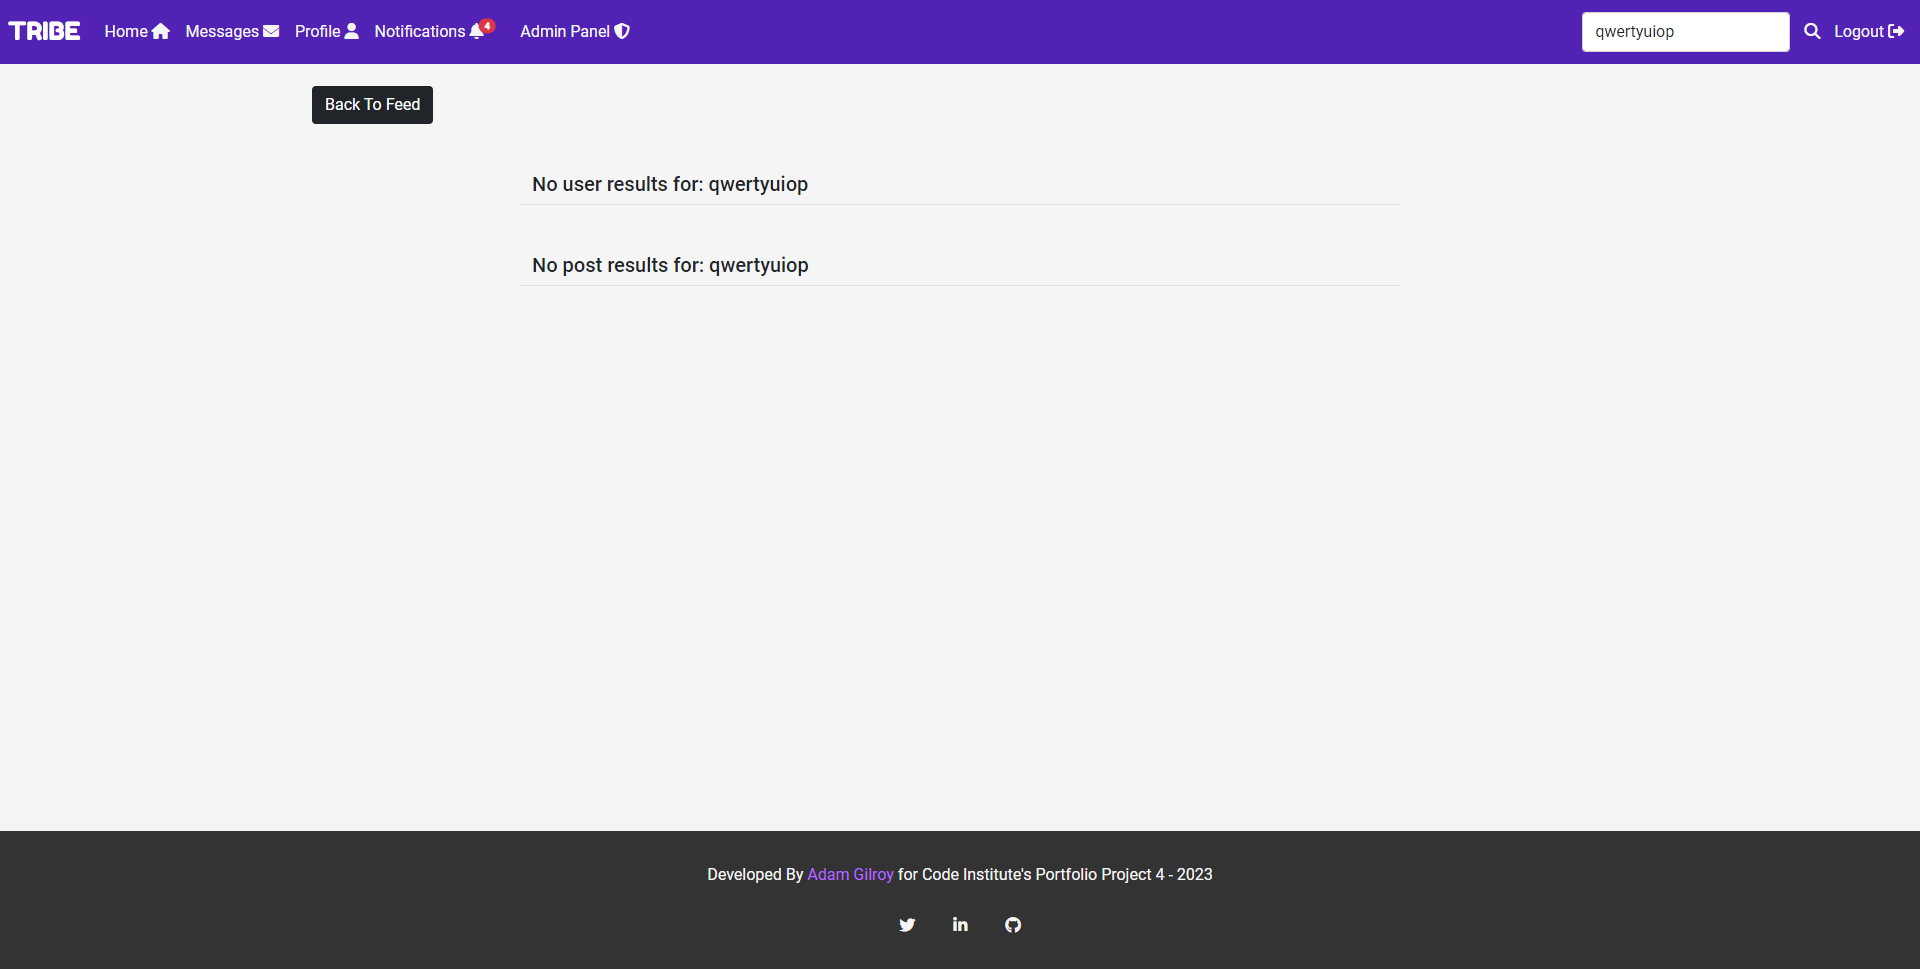 TRIBE Home Messages Profile Notifications 4 Admin Panel qwertyuiop Logout
Back To Feed
No user results for: qwertyuiop
No post results for: qwertyuiop
Developed By Adam Gilroy for Code Institute's Portfolio Project 4 - 2023